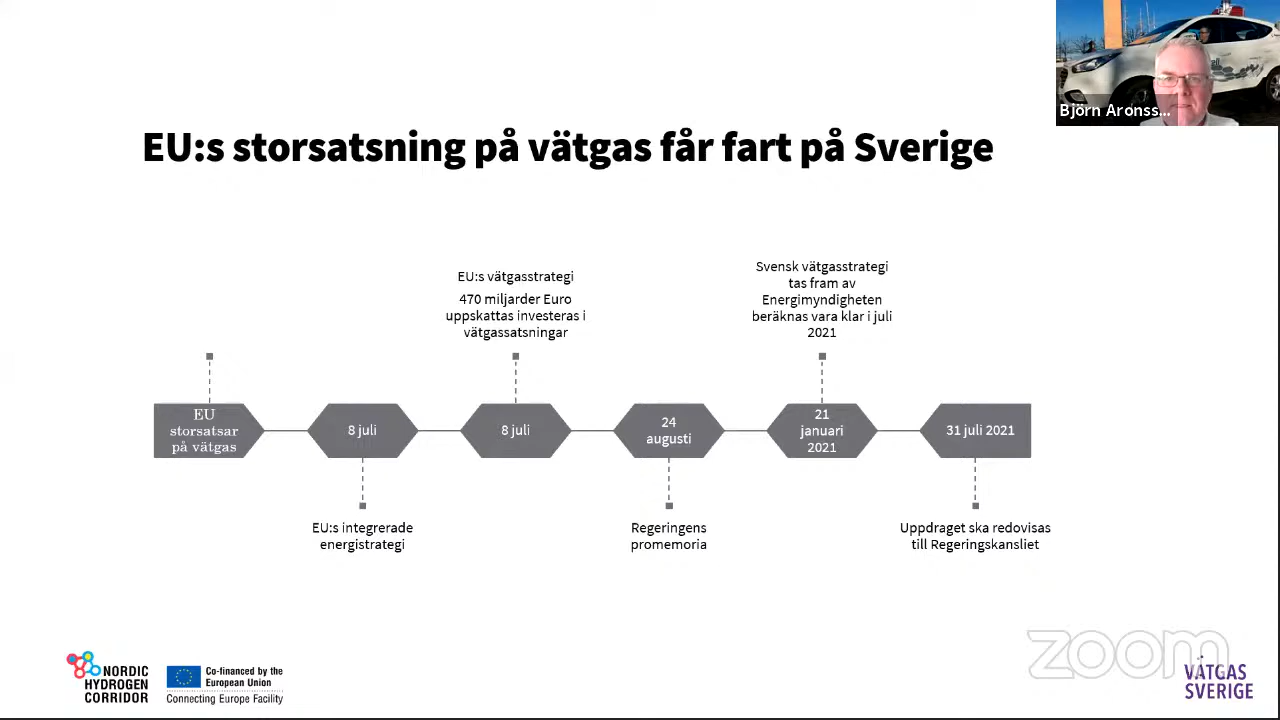 Björn Aronss...
EU:s storsatsning på vätgas får fart på Sverige
EU:s vätgasstrategi
470 miljarder Euro
uppskattas investeras i
vätgassatsningar
Svensk vätgasstrategi
tas fram av
Energimyndigheten
beräknas vara klar i juli
2021
EU
storsatsar
på vätgas
8 juli
8 juli
24
augusti
21
januari
2021
31 juli 2021
EU:s integrerade
energistrategi
Regeringens
promemoria
Uppdraget ska redovisas
till Regeringskansliet
NORDIC
HYDROGEN
CORRIDOR
Co-financed by the
European Union
Connecting Europe Facility
zoom
VÄTGAS
SVERIGE